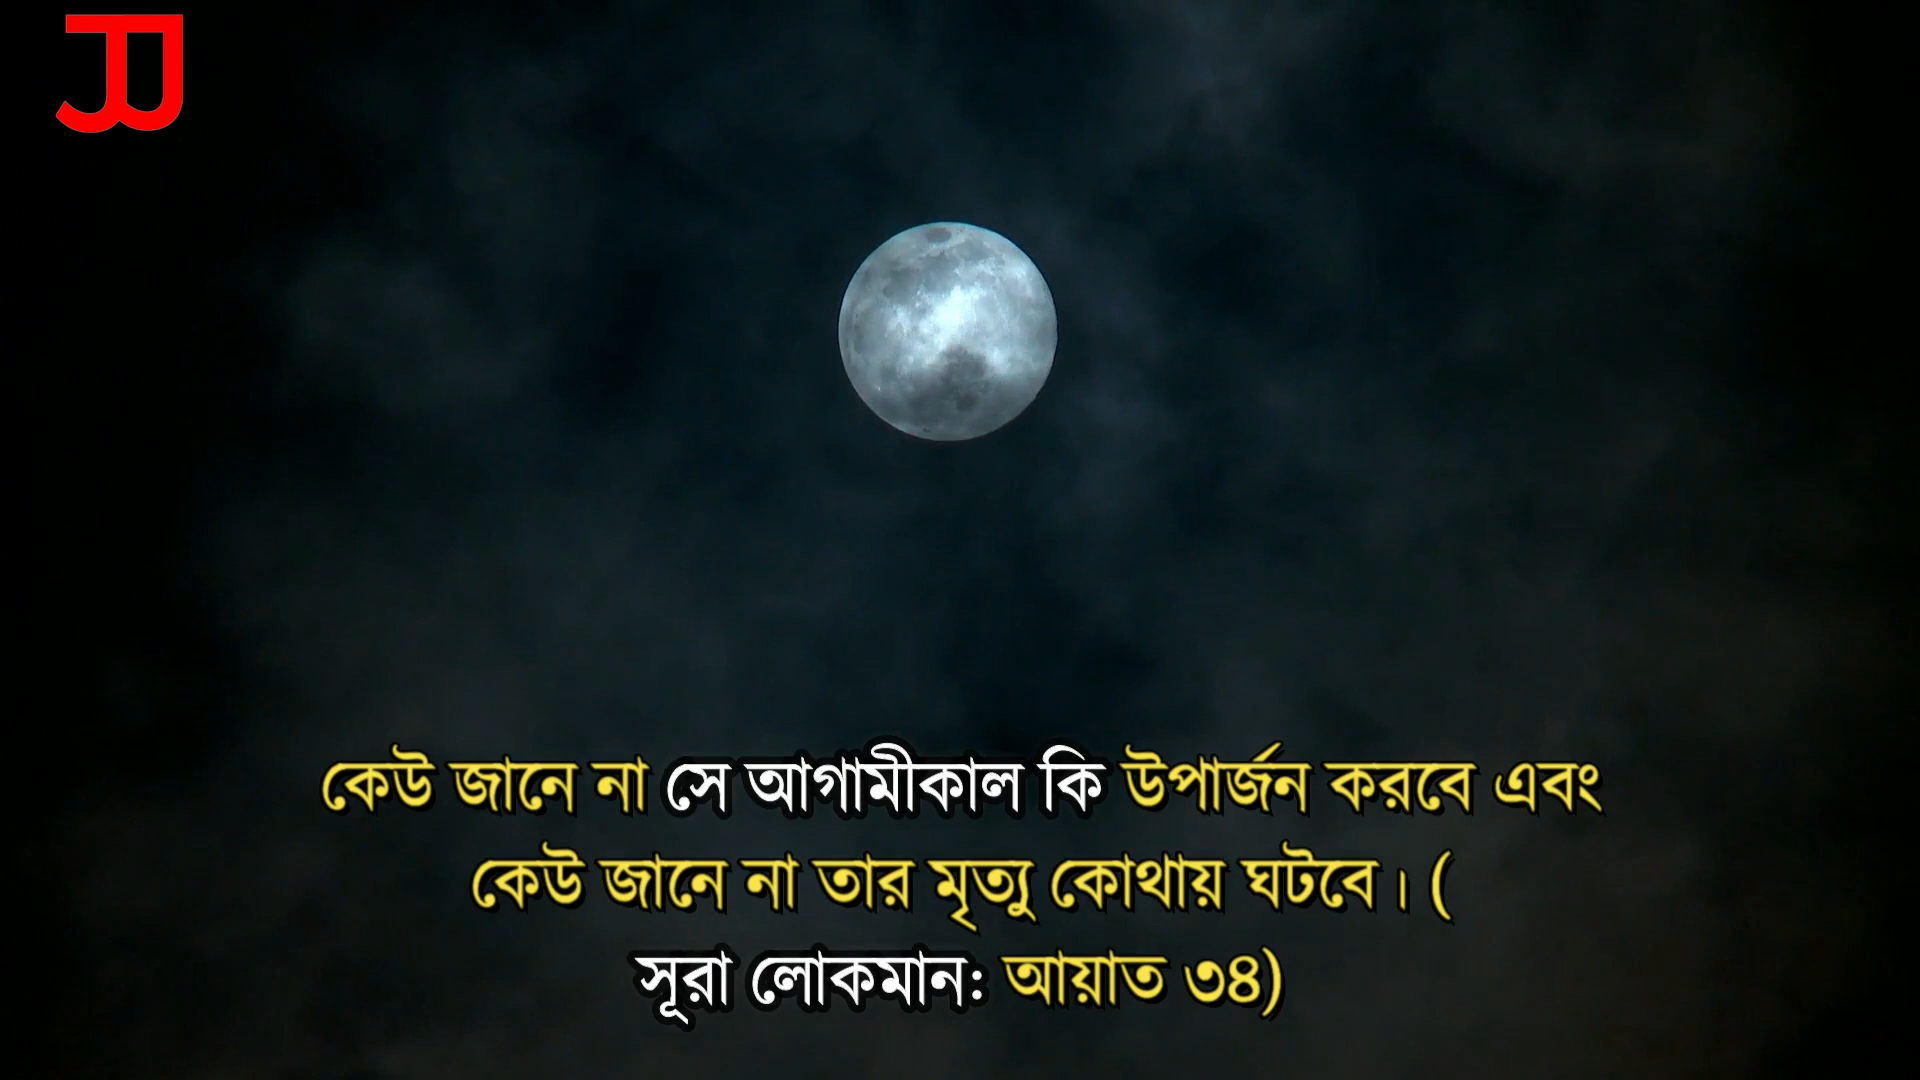 কেউ জানে না সে আগামীকাল কি উপার্জন করবে এবং
কেউ জানে না তার মৃত্যু কোথায় ঘটবে। (
সূরা লোকমান: আয়াত ৩৪)